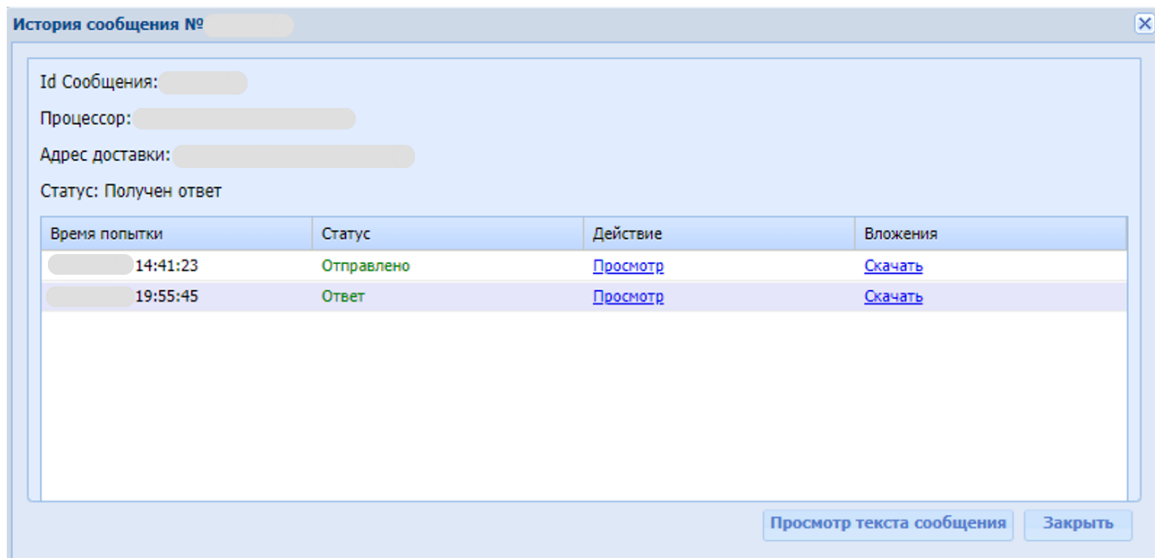 История сообщения №
Id Сообщения:
Процессор:
Адрес доставки:
Статус: Получен ответ
Время попытки Статус Действие Вложения
14:41:23 Отправлено Просмотр Скачать
19:55:45 Ответ Просмотр Скачать
Просмотр текста сообщения Закрыть